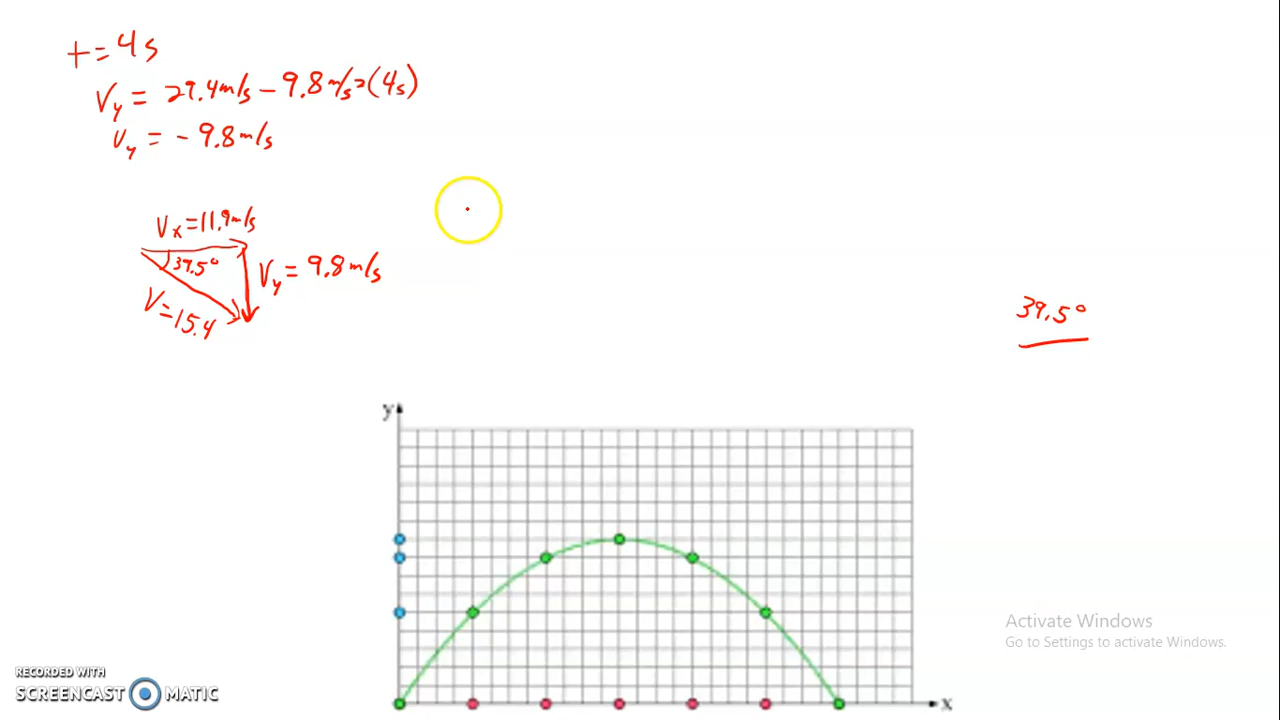 t=4s
Vy = 29.4m/s - 9.8m/s2(4s)
Vy = -9.8m/s
Vx=11.9m/s
39.5°
Vy = 9.8m/s
V=15.4
39.5°
y
x
Activate Windows
Go to Settings to activate Windows.
RECORDED WITH
SCREENCAST MATIC